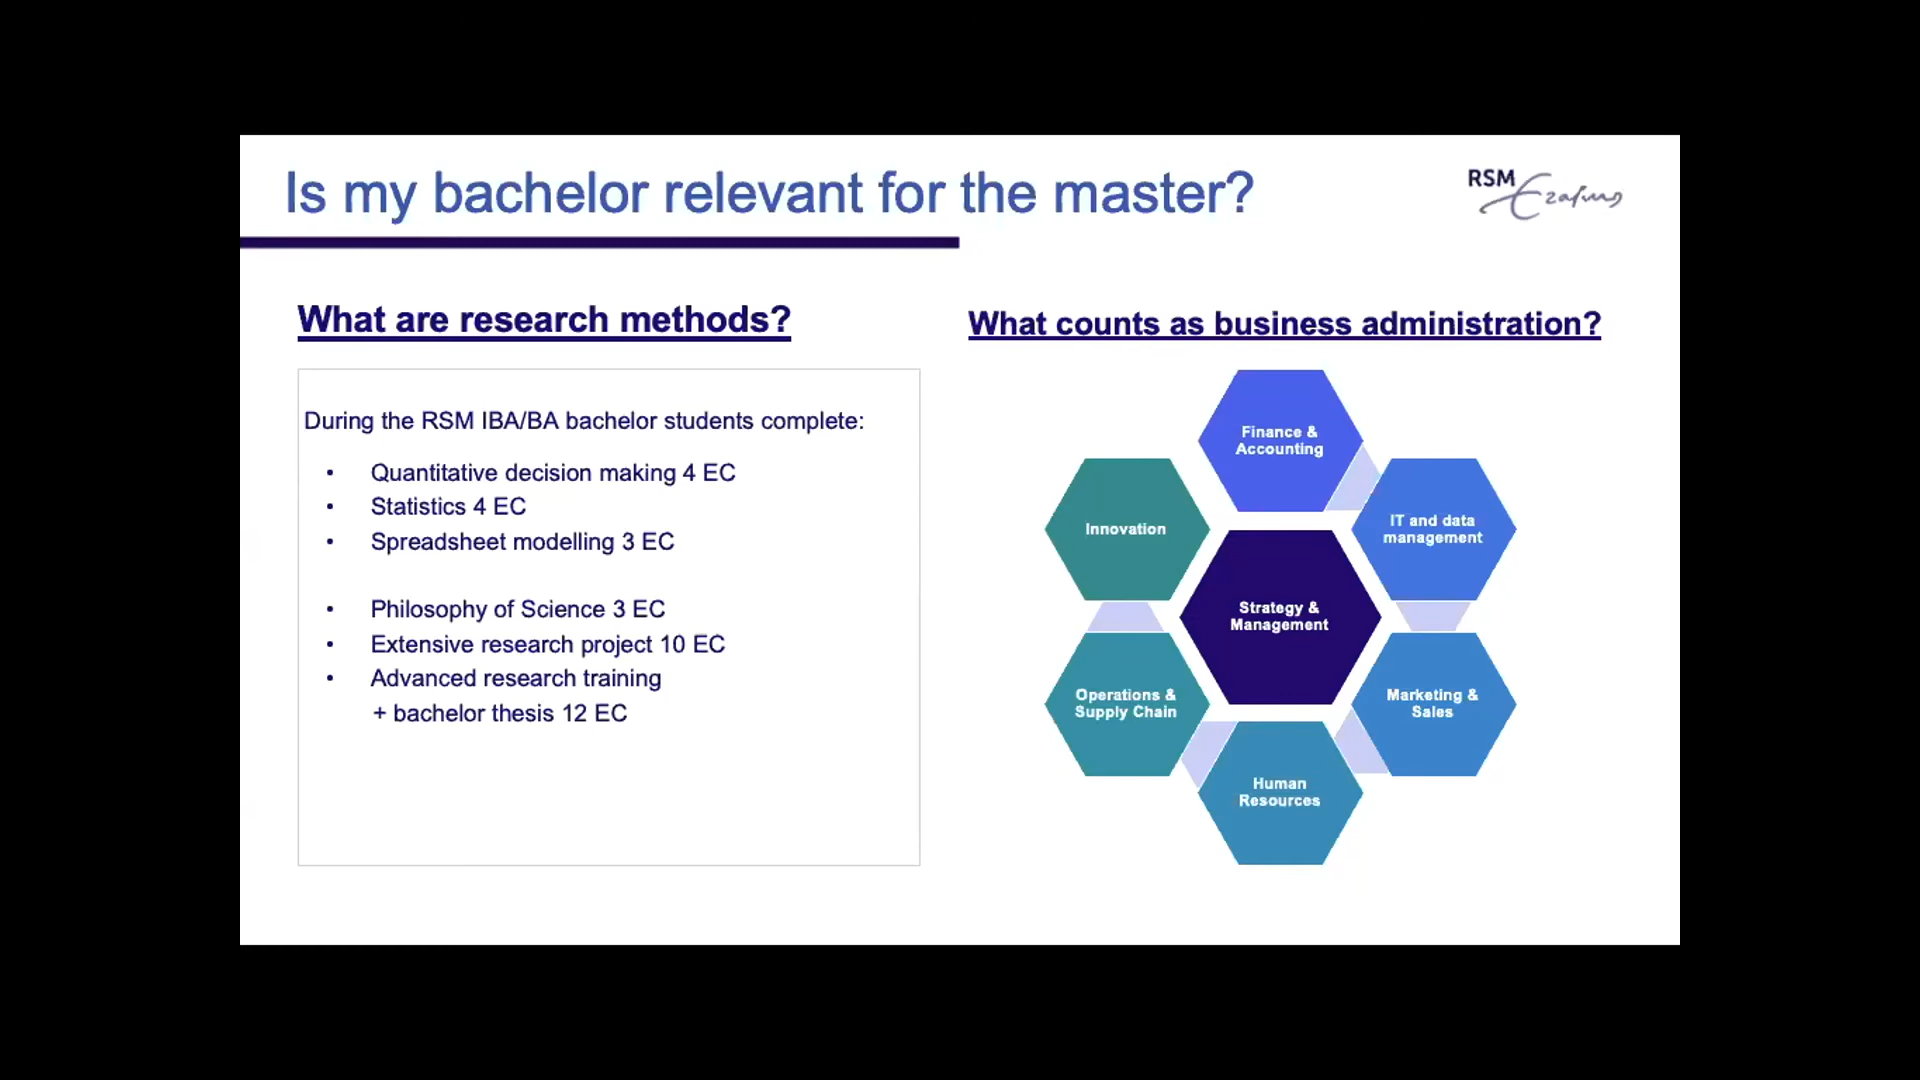 Is my bachelor relevant for the master?
RSM
Erasmus
What are research methods?
During the RSM IBA/BA bachelor students complete:
• Quantitative decision making 4 EC
• Statistics 4 EC
• Spreadsheet modelling 3 EC
• Philosophy of Science 3 EC
• Extensive research project 10 EC
• Advanced research training
+ bachelor thesis 12 EC
What counts as business administration?
Finance &
Accounting
IT and data
management
Marketing &
Sales
Human
Resources
Operations &
Supply Chain
Innovation
Strategy &
Management